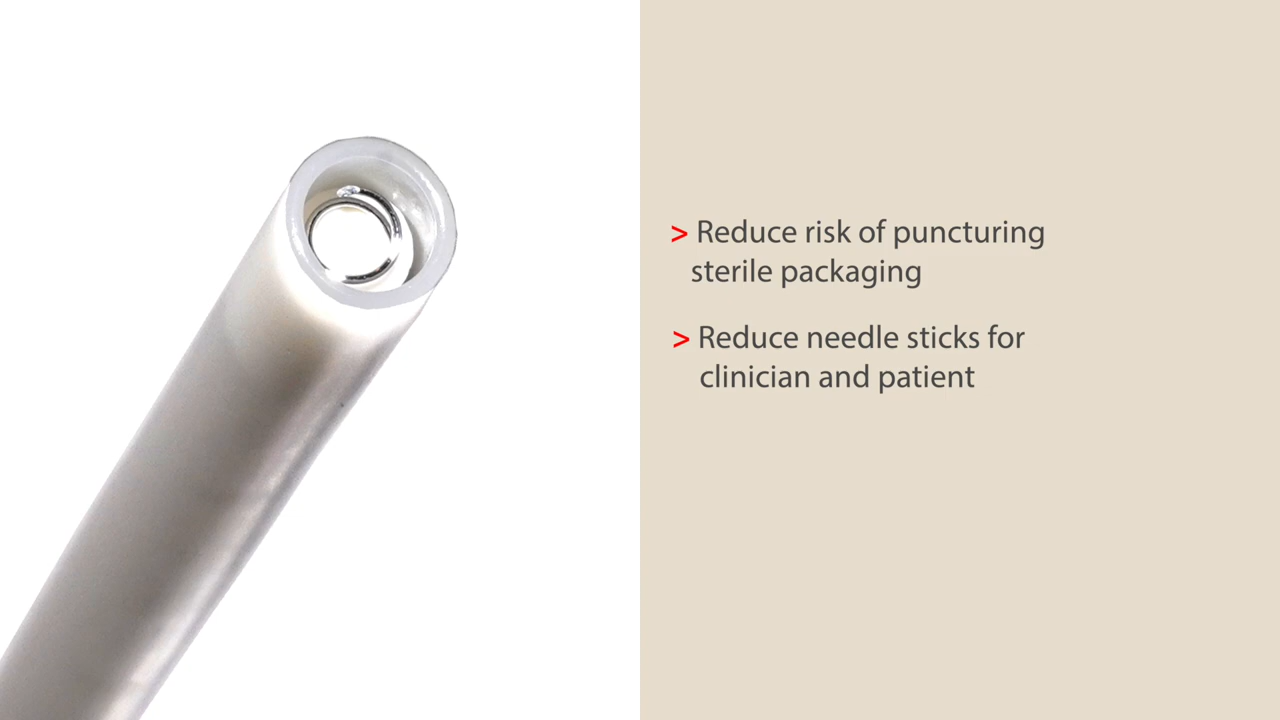 > Reduce risk of puncturing
sterile packaging
> Reduce needle sticks for
clinician and patient